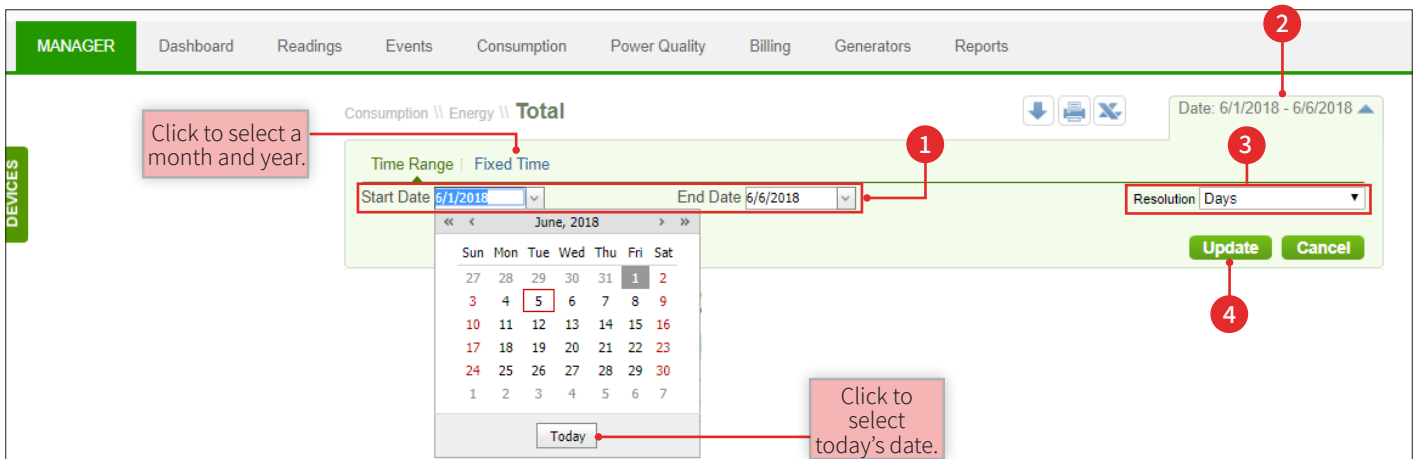 MANAGER Dashboard Readings Events Consumption Power Quality Billing Generators Reports
2
Consumption \\ Energy \\ Total
Date: 6/1/2018 - 6/6/2018
Click to select a
month and year.
DEVICES
Time Range | Fixed Time
1
3
Start Date 6/1/2018 End Date 6/6/2018 Resolution Days
« ‹ June, 2018 › »
Update Cancel
Sun Mon Tue Wed Thu Fri Sat
27 28 29 30 31 1 2
3 4 5 6 7 8 9
4
10 11 12 13 14 15 16
17 18 19 20 21 22 23
24 25 26 27 28 29 30
1 2 3 4 5 6 7
Today
Click to
select
today’s date.